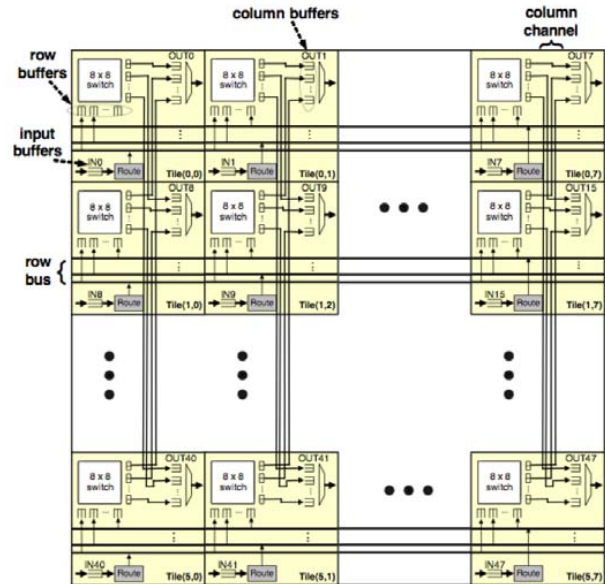 column buffers
column
channel
row
buffers
input
buffers
row
bus
OUT0
8 x 8
switch
IN0
Route
Tile(0,0)
OUT1
8 x 8
switch
IN1
Route
Tile(0,1)
OUT7
8 x 8
switch
IN7
Route
Tile(0,7)
OUT8
8 x 8
switch
IN8
Route
Tile(1,0)
OUT9
8 x 8
switch
IN9
Route
Tile(1,2)
OUT15
8 x 8
switch
IN15
Route
Tile(1,7)
OUT40
8 x 8
switch
IN40
Route
Tile(5,0)
OUT41
8 x 8
switch
IN41
Route
Tile(5,1)
OUT47
8 x 8
switch
IN47
Route
Tile(5,7)